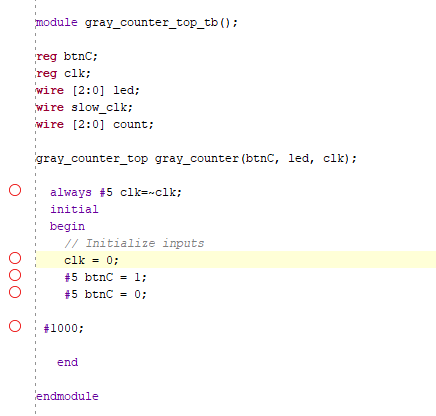 module gray_counter_top_tb();
reg btnC;
reg clk;
wire [2:0] led;
wire slow_clk;
wire [2:0] count;
gray_counter_top gray_counter(btnC, led, clk);
always #5 clk=~clk;
initial
begin
// Initialize inputs
clk = 0;
#5 btnC = 1;
#5 btnC = 0;
#1000;
end
endmodule